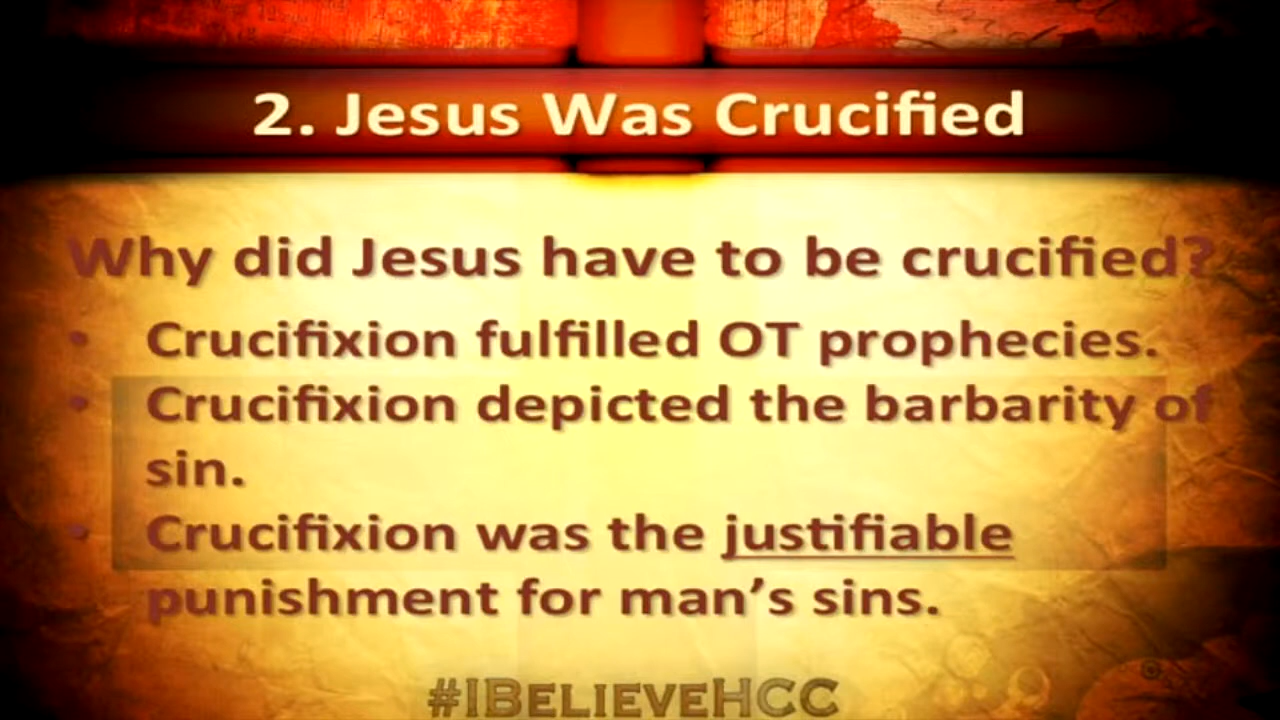 2. Jesus Was Crucified
Why did Jesus have to be crucified?
• Crucifixion fulfilled OT prophecies.
• Crucifixion depicted the barbarity of
sin.
• Crucifixion was the justifiable
punishment for man’s sins.
#IBELIEVEHCC